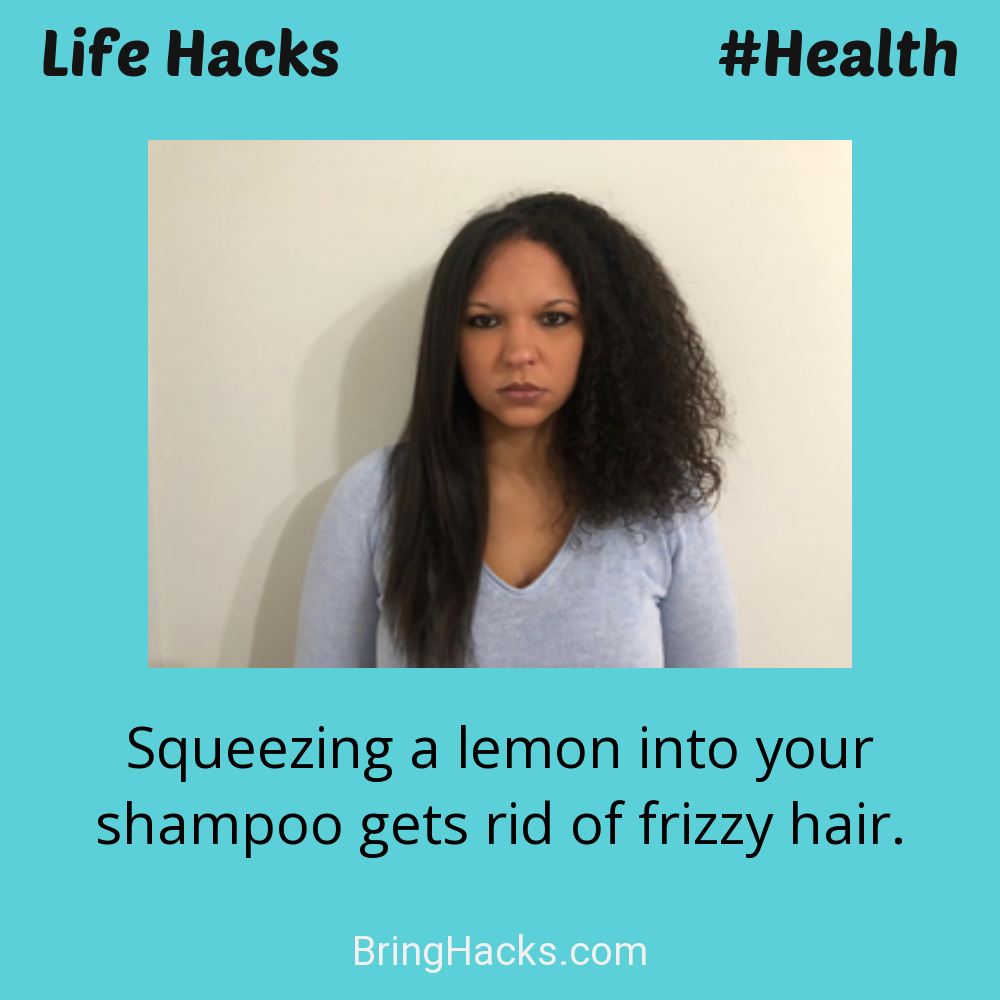 Life Hacks
#Health
Squeezing a lemon into your
shampoo gets rid of frizzy hair.
BringHacks.com